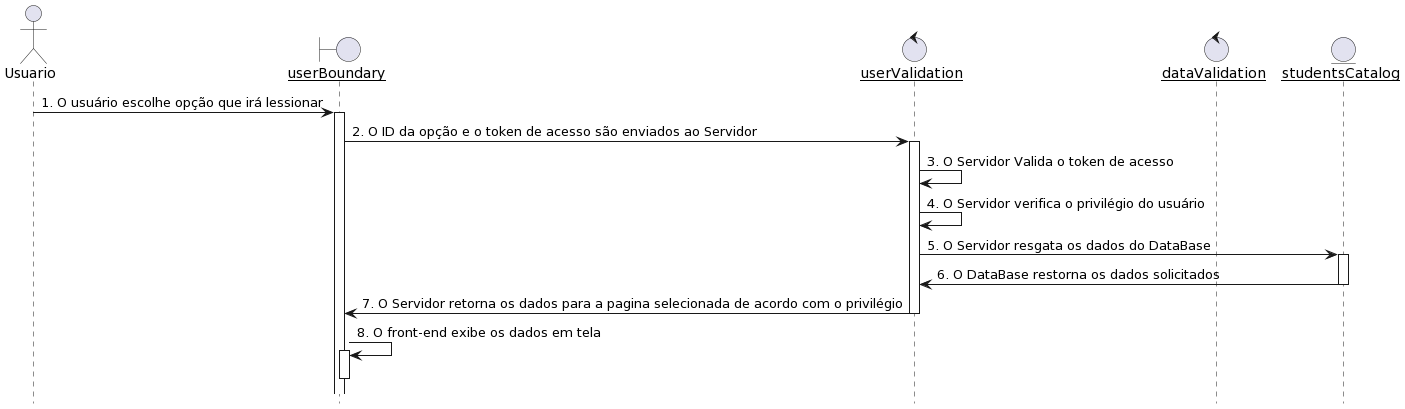 Usuario
userBoundary
userValidation
dataValidation
studentsCatalog
1. O usuário escolhe opção que irá lessionar
2. O ID da opção e o token de acesso são enviados ao Servidor
3. O Servidor Valida o token de acesso
4. O Servidor verifica o privilégio do usuário
5. O Servidor resgata os dados do DataBase
6. O DataBase restorna os dados solicitados
7. O Servidor retorna os dados para a pagina selecionada de acordo com o privilégio
8. O front-end exibe os dados em tela